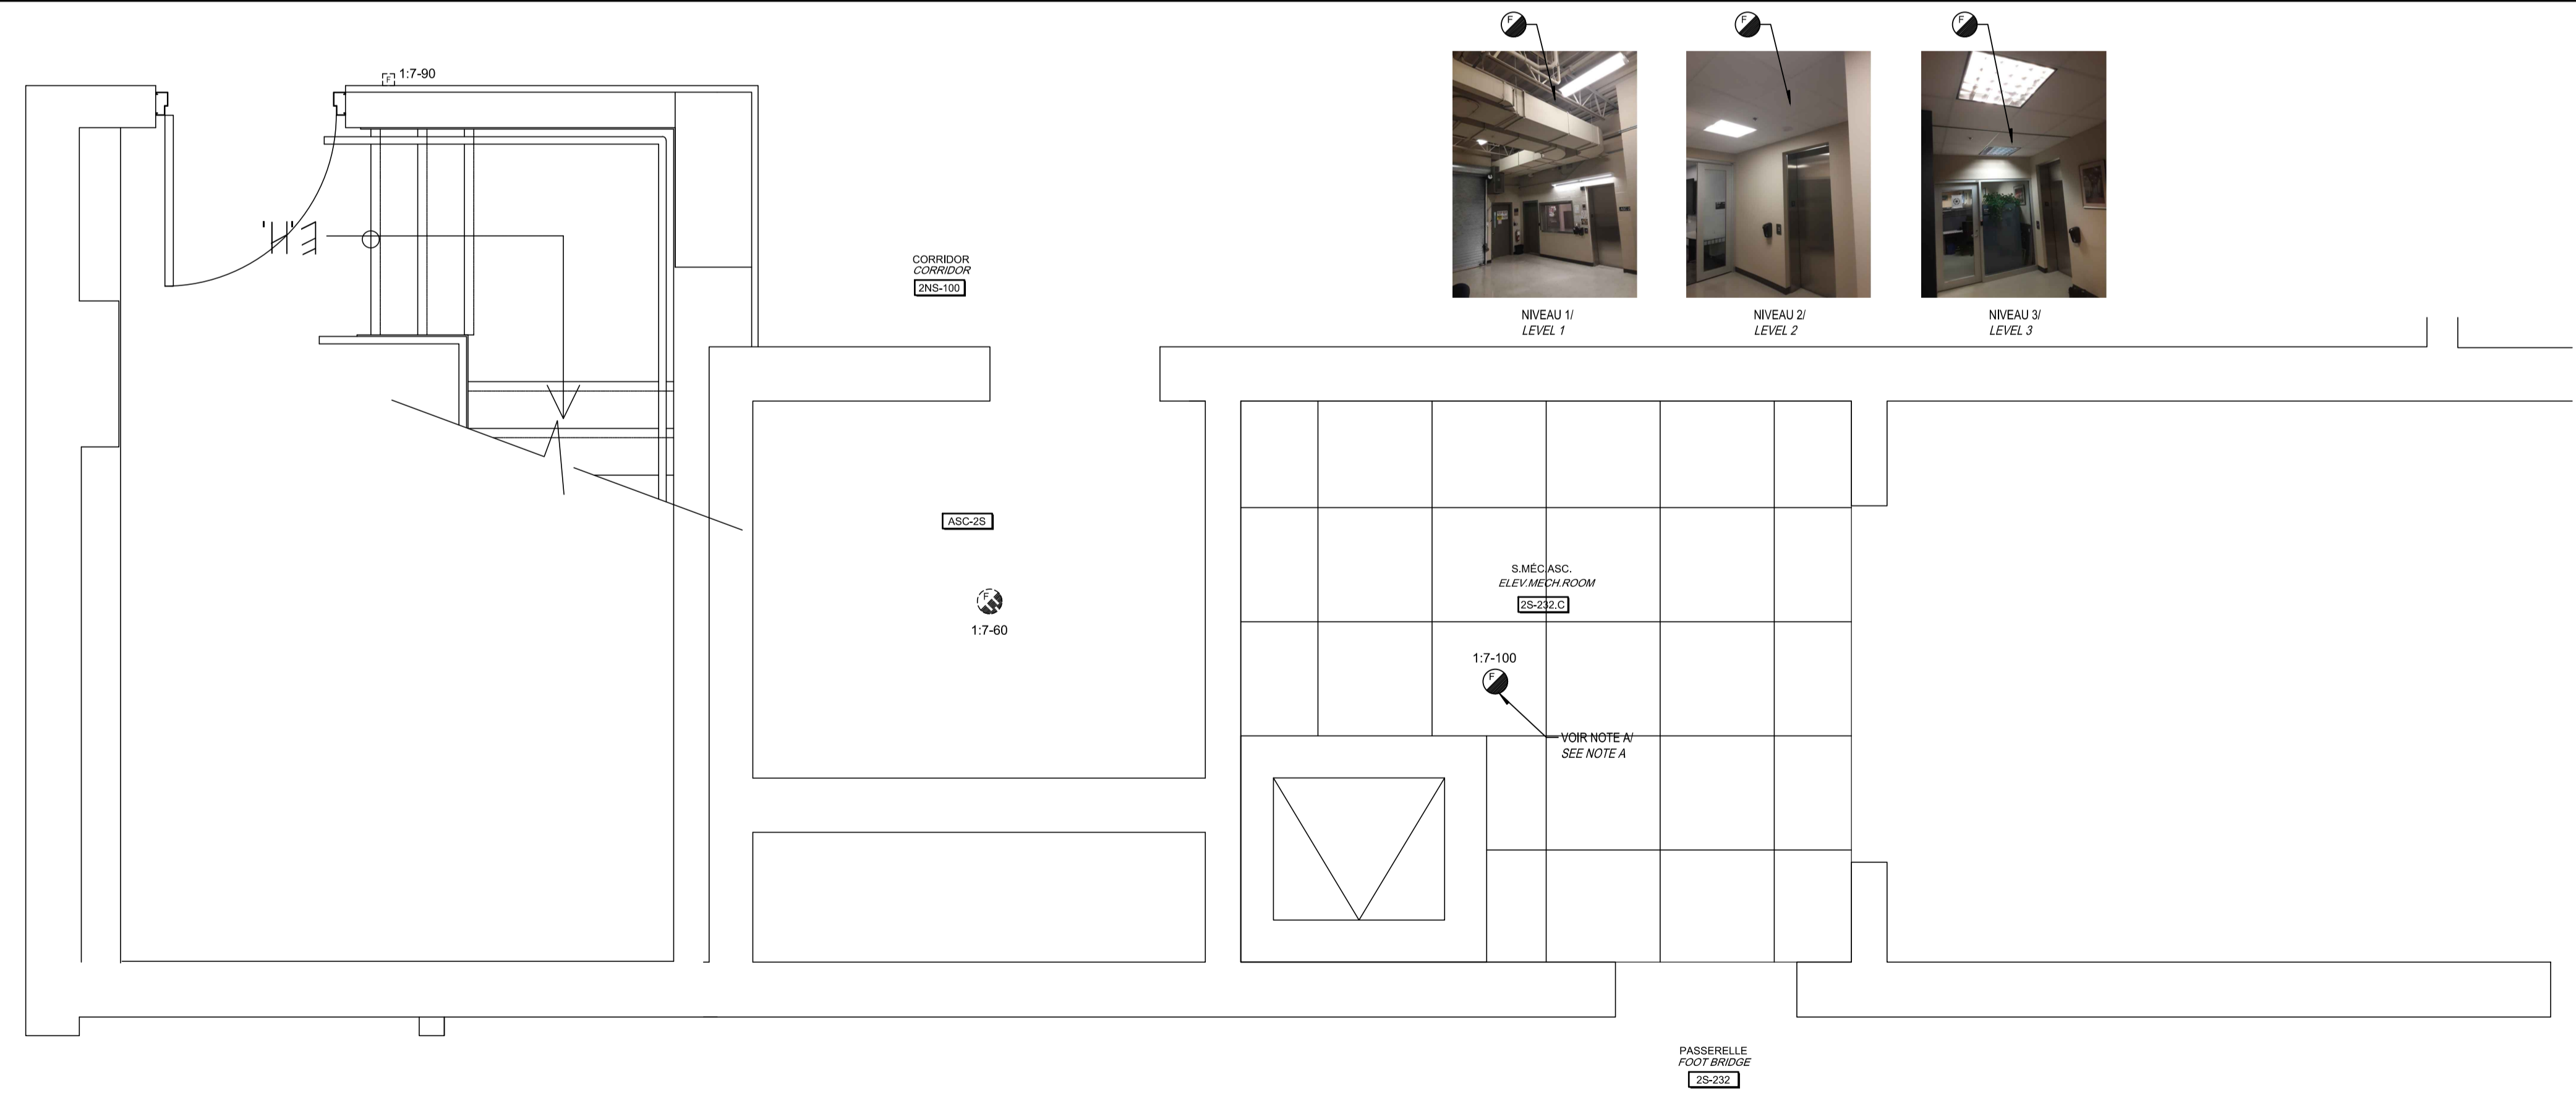 F
F
F
F 1:7-90
CORRIDOR
CORRIDOR
2NS-100
NIVEAU 1/
LEVEL 1
NIVEAU 2/
LEVEL 2
NIVEAU 3/
LEVEL 3
ASC-2S
F
1:7-60
S.MÉC.ASC.
ELEV.MECH.ROOM
2S-232.C
1:7-100
F
VOIR NOTE A/
SEE NOTE A
PASSERELLE
FOOT BRIDGE
2S-232